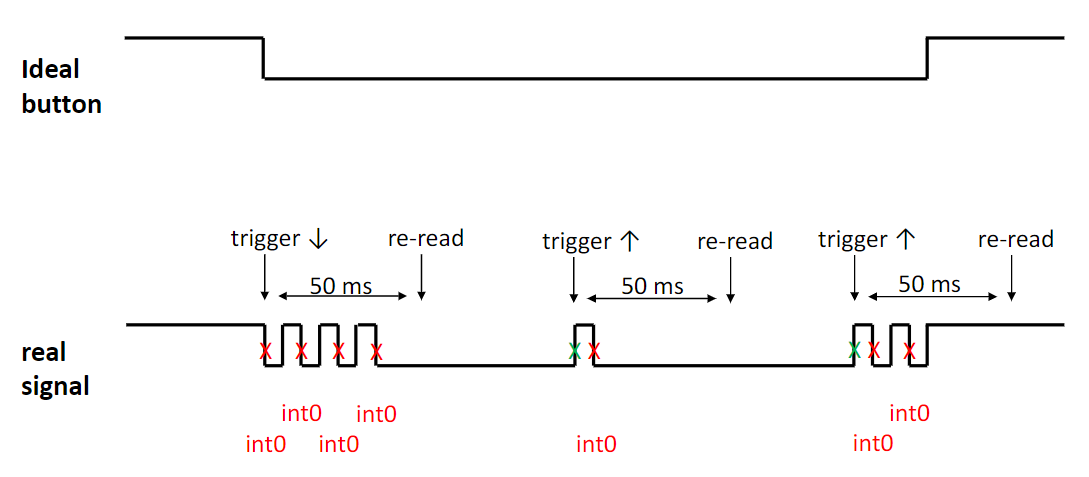 Ideal
button
trigger ↓ re-read trigger ↑ re-read trigger ↑ re-read
50 ms 50 ms 50 ms
real
signal
X X X X X X X X X
int0 int0 int0
int0 int0 int0 int0